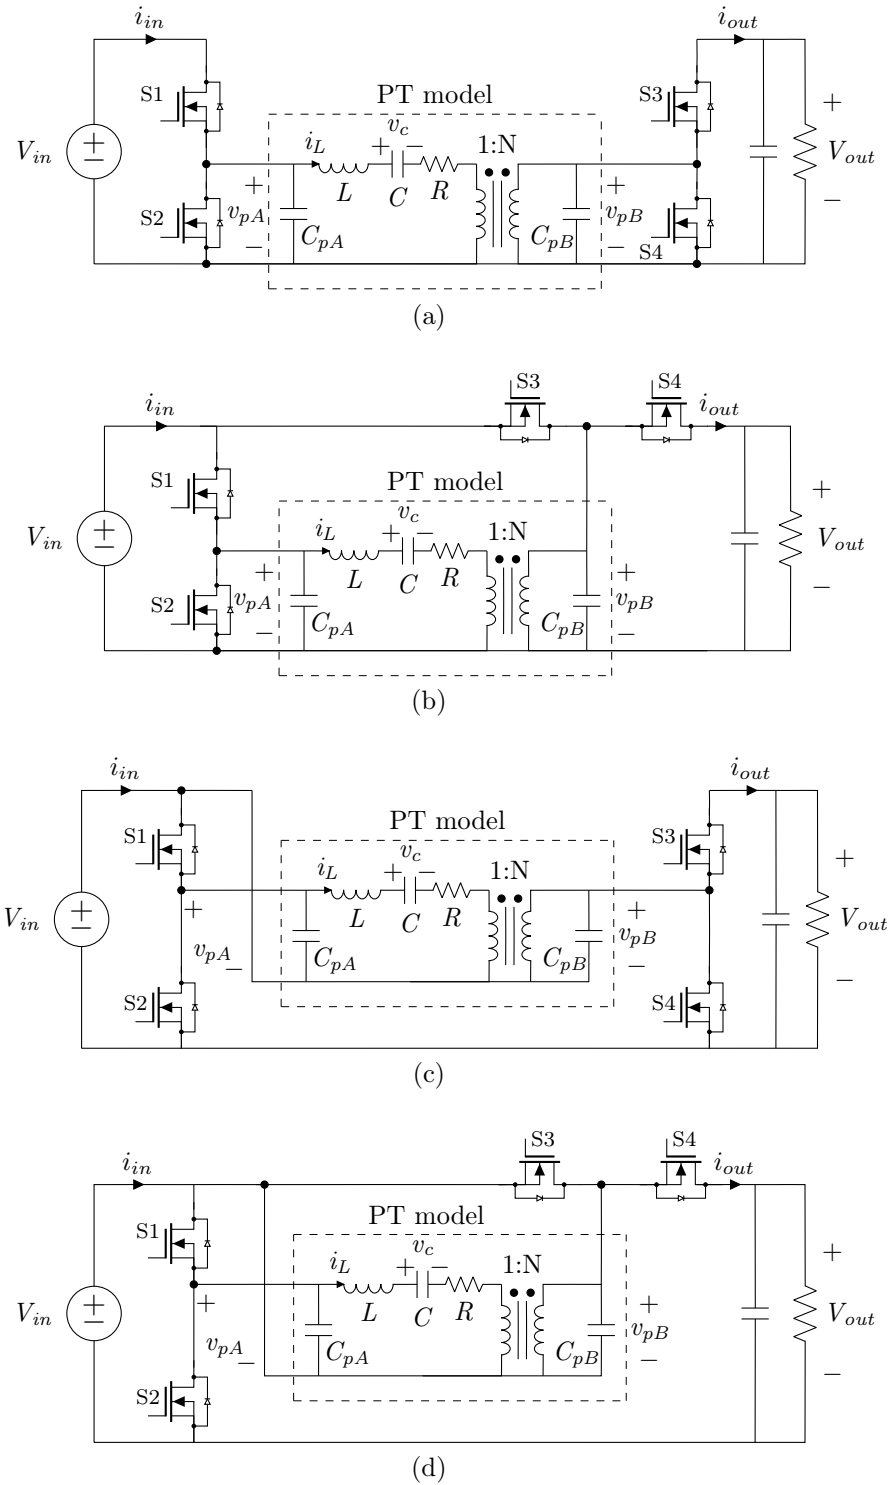 i_in
i_out
S1
S3
PT model
v_c
+ −
i_L
1:N
+
V_in
+
−
V_out
L
C
R
S2
+
v_pA
−
C_pA
C_pB
+
v_pB
−
S4
−
(a)
S3
S4
i_in
i_out
S1
PT model
v_c
+ −
i_L
1:N
+
V_in
+
−
V_out
L
C
R
S2
+
v_pA
−
C_pA
C_pB
+
v_pB
−
−
(b)
i_in
i_out
S1
S3
PT model
v_c
+ −
i_L
1:N
+
V_in
+
−
V_out
L
C
R
+
v_pA
−
C_pA
C_pB
+
v_pB
−
−
S2
S4
(c)
S3
S4
i_in
i_out
S1
PT model
v_c
+ −
i_L
1:N
+
V_in
+
−
V_out
L
C
R
+
v_pA
−
C_pA
C_pB
+
v_pB
−
−
S2
(d)